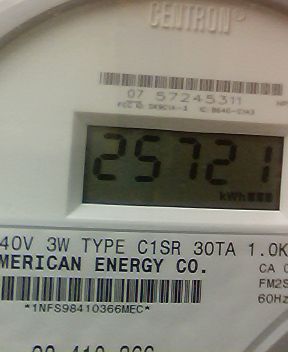 CENTRON®
07 57245311
25721
kWh
40V 3W TYPE C1SR 30TA 1.0K
MERICAN ENERGY CO.
CA 0
FM2S
60Hz
*1NFS98410366MEC*